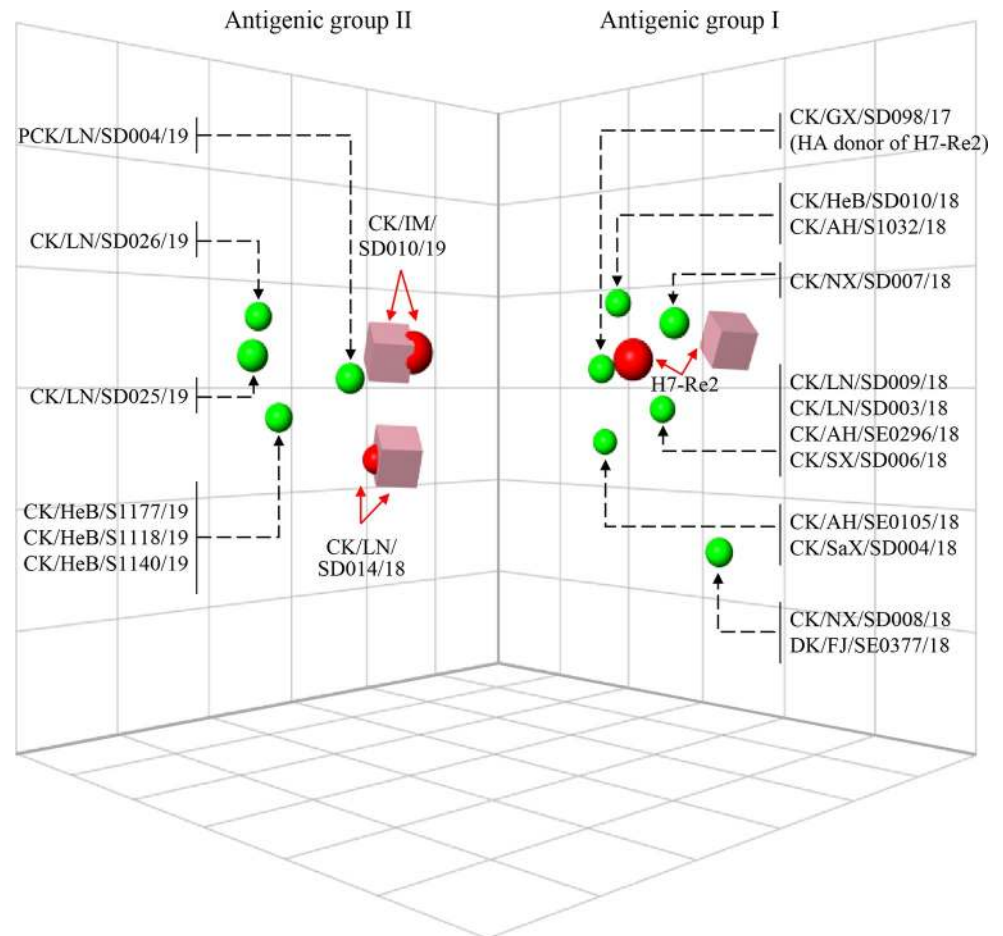 Antigenic group II
Antigenic group I
PCK/LN/SD004/19
CK/LN/SD026/19
CK/IM/
SD010/19
CK/LN/SD025/19
CK/HeB/S1177/19
CK/HeB/S1118/19
CK/HeB/S1140/19
CK/LN/
SD014/18
CK/GX/SD098/17
(HA donor of H7-Re2)
CK/HeB/SD010/18
CK/AH/S1032/18
CK/NX/SD007/18
H7-Re2
CK/LN/SD009/18
CK/LN/SD003/18
CK/AH/SE0296/18
CK/SX/SD006/18
CK/AH/SE0105/18
CK/SaX/SD004/18
CK/NX/SD008/18
DK/FJ/SE0377/18